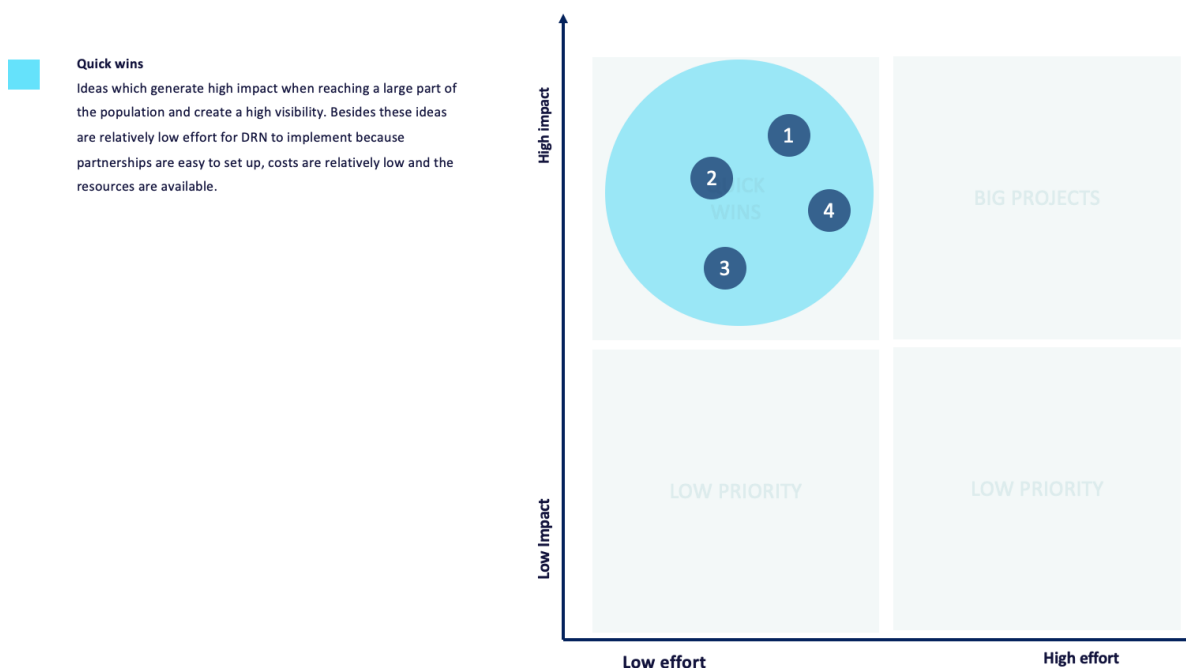 Quick wins
Ideas which generate high impact when reaching a large part of
the population and create a high visibility. Besides these ideas
are relatively low effort for DRN to implement because
partnerships are easy to set up, costs are relatively low and the
resources are available.
High impact
Low Impact
1
2
QUICK
WINS
4
3
BIG PROJECTS
LOW PRIORITY
LOW PRIORITY
Low effort
High effort